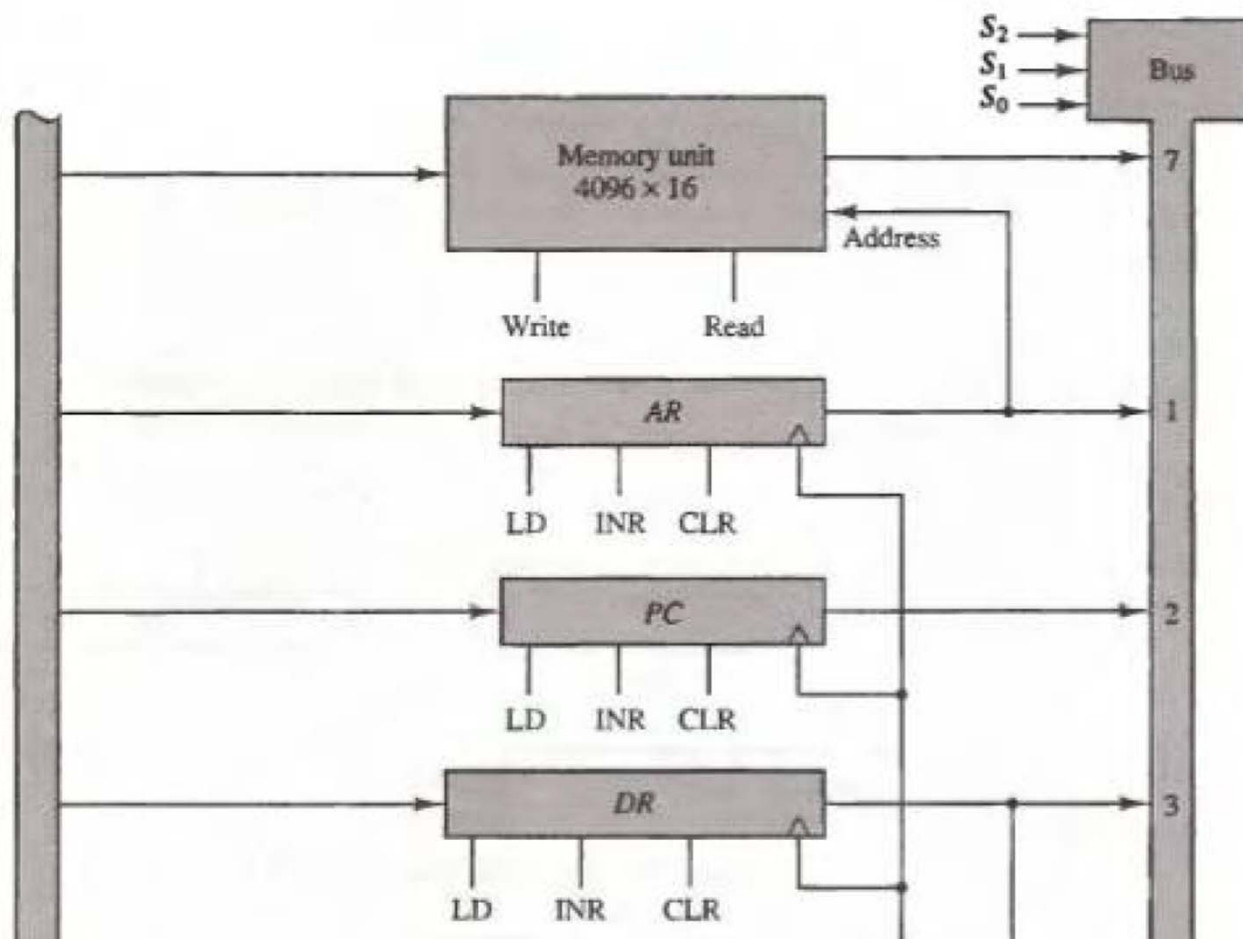 S₂
S₁
S₀
Bus
Memory unit
4096 × 16
7
Address
Write Read
AR
1
LD INR CLR
PC
2
LD INR CLR
DR
3
LD INR CLR